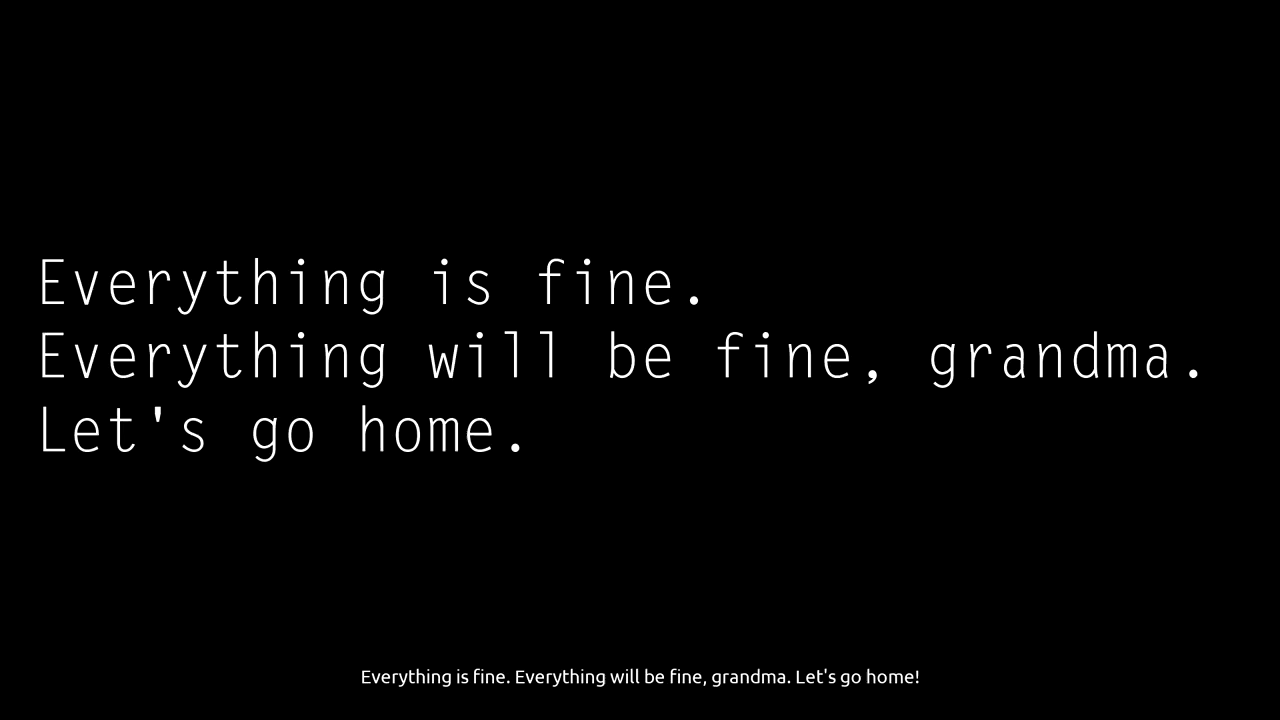 Everything is fine.
Everything will be fine, grandma.
Let's go home.
Everything is fine. Everything will be fine, grandma. Let's go home!